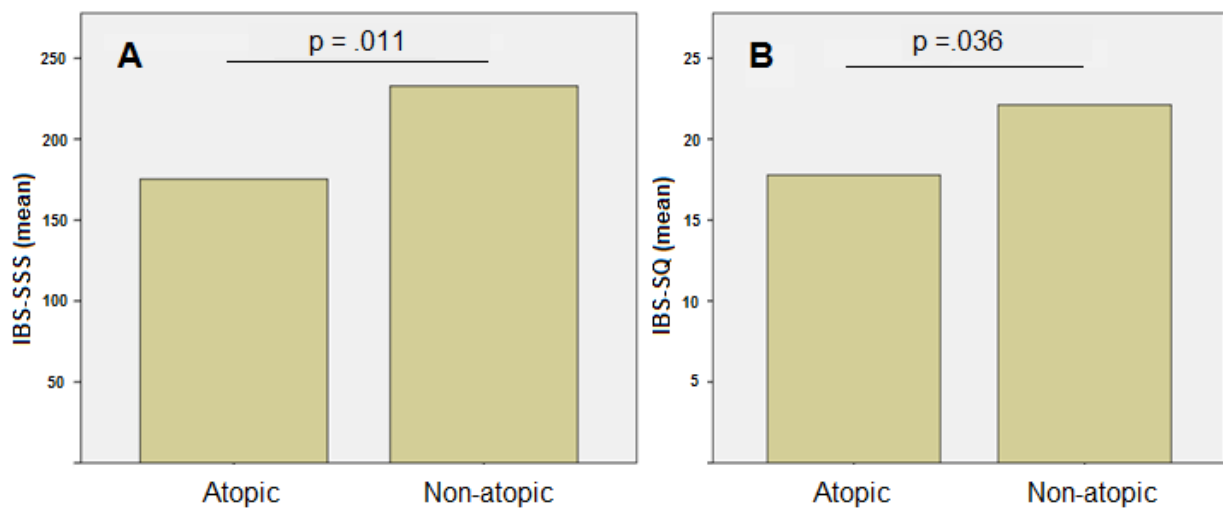 A
p = .011
250
200
150
100
50
IBS-SSS (mean)
Atopic
Non-atopic
B
p =.036
25
20
15
10
5
IBS-SQ (mean)
Atopic
Non-atopic